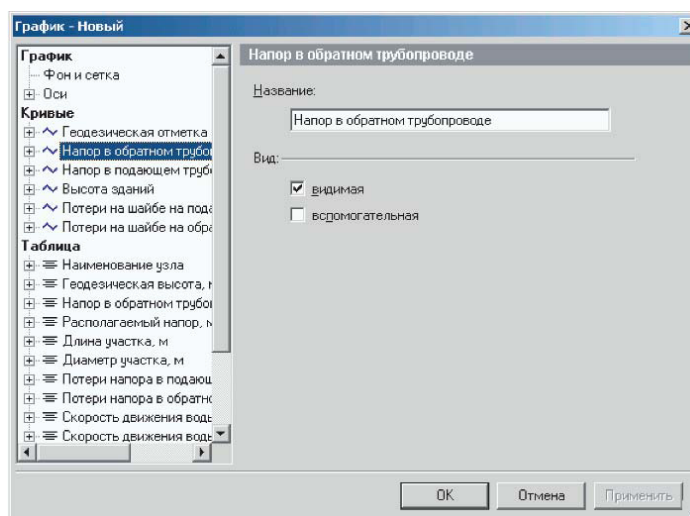 График - Новый
График
Фон и сетка
Оси
Кривые
Геодезическая отметка
Напор в обратном трубо
Напор в подающем труб
Высота зданий
Потери на шайбе на пода
Потери на шайбе на обра
Таблица
Наименование узла
Геодезическая высота,
Напор в обратном трубо
Располагаемый напор,
Длина участка, м
Диаметр участка, м
Потери напора в подающ
Потери напора в обратно
Скорость движения воды
Скорость движения воды
Напор в обратном трубопроводе
Название:
Напор в обратном трубопроводе
Вид:
видимая
вспомогательная
OK
Отмена
Применить